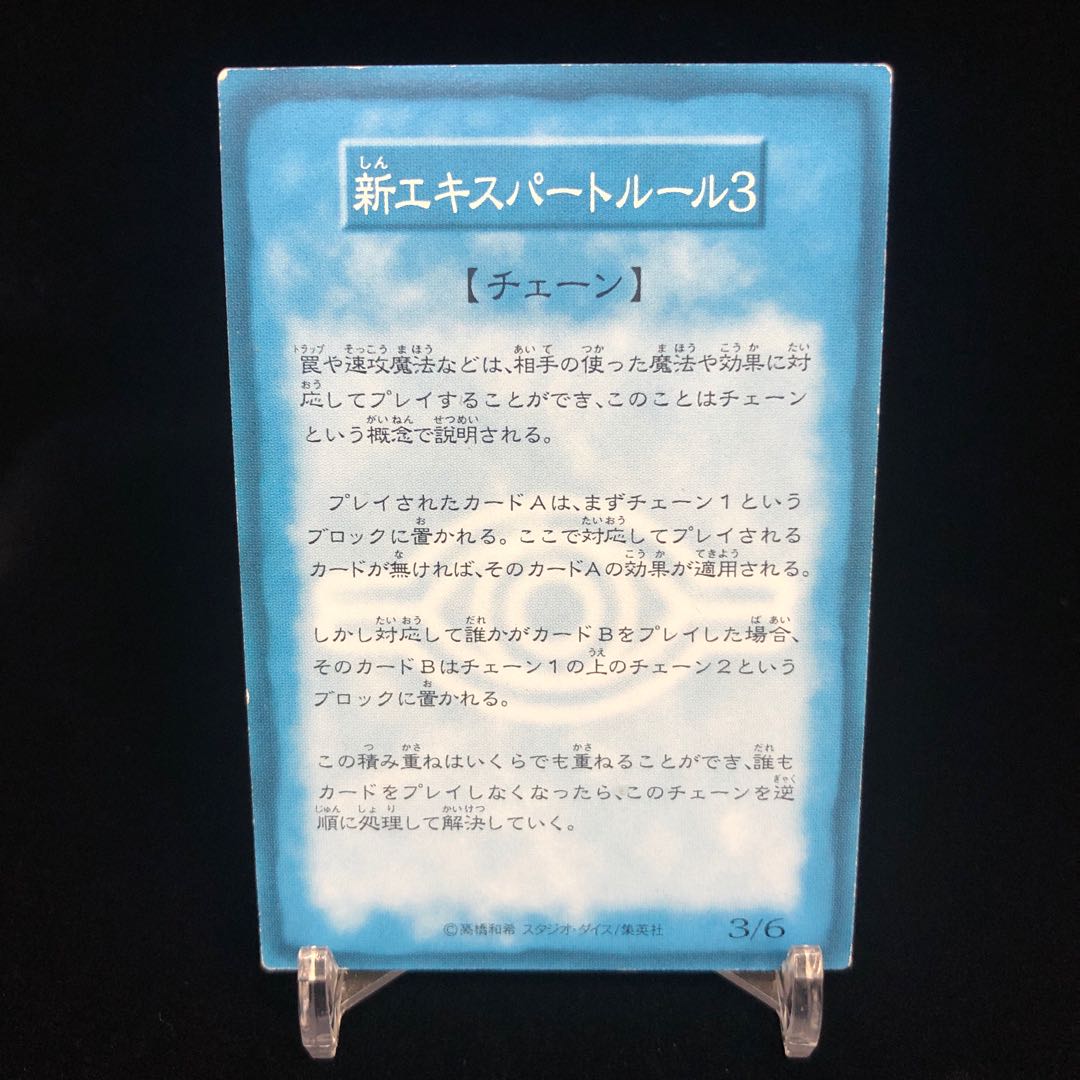 新エキスパートルール3
【チェーン】
罠や速攻魔法などは、相手の使った魔法や効果に対
応してプレイすることができ、このことはチェーン
という概念で説明される。
プレイされたカードAは、まずチェーン1という
ブロックに置かれる。ここで対応してプレイされる
カードが無ければ、そのカードAの効果が適用される。
しかし対応して誰かがカードBをプレイした場合、
そのカードBはチェーン1の上のチェーン2という
ブロックに置かれる。
この積み重ねはいくらでも重ねることができ、誰も
カードをプレイしなくなったら、このチェーンを逆
順に処理して解決していく。
©高橋和希 スタジオ・ダイス/集英社
3/6